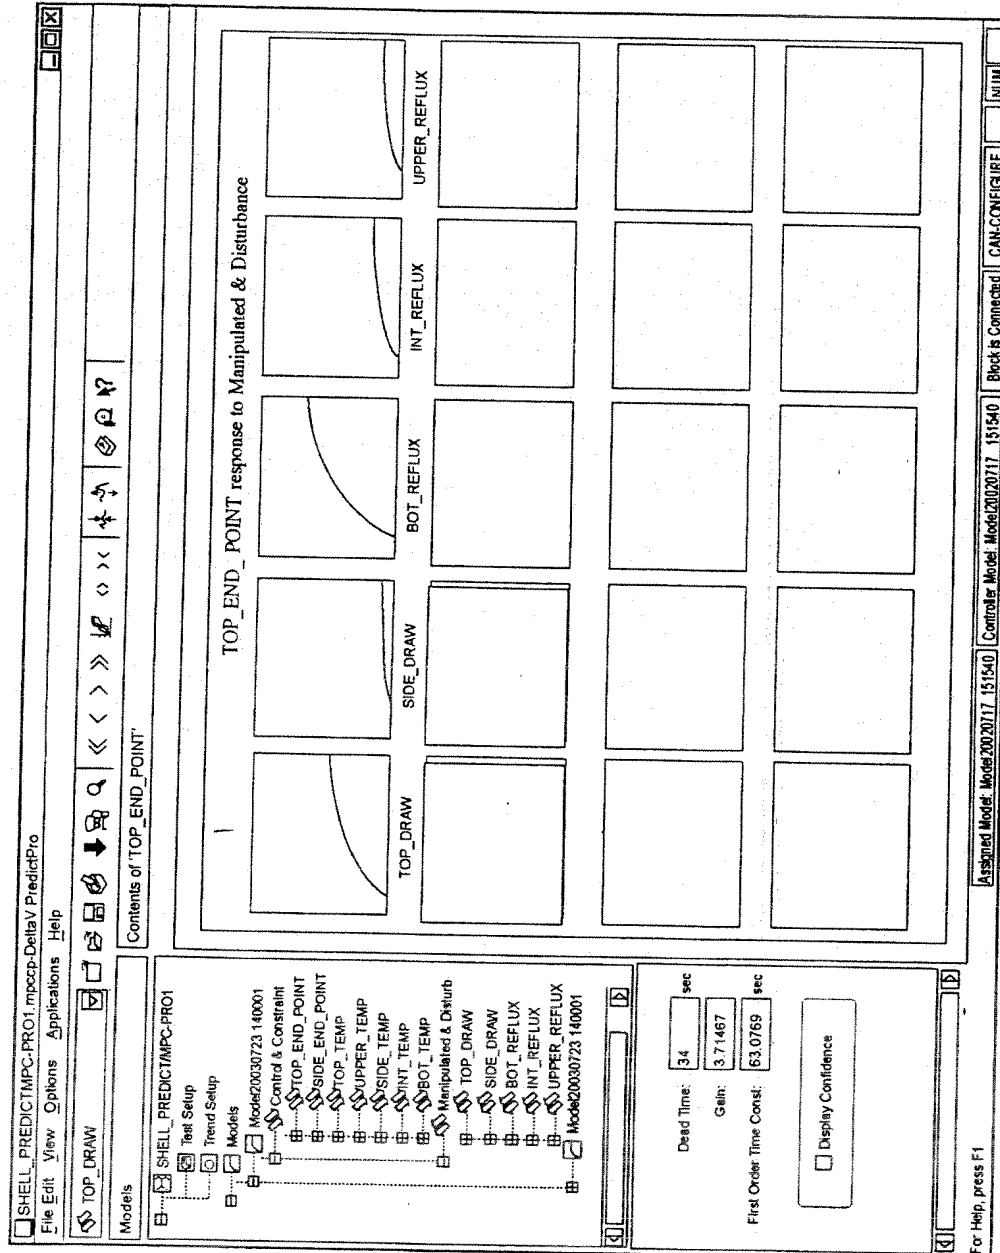 SHELL_PREDICT/MPC-PRO1.mpccp-DeltaV PredictPro
File Edit View Options Applications Help
TOP_DRAW
Models
Contents of 'TOP_END_POINT'
SHELL_PREDICT/MPC-PRO1
Test Setup
Trend Setup
Models
Model20030723 140001
Control & Constraint
TOP_END_POINT
SIDE_END_POINT
TOP_TEMP
UPPER_TEMP
SIDE_TEMP
INT_TEMP
BOT_TEMP
Manipulated & Disturb
TOP_DRAW
SIDE_DRAW
BOT_REFLUX
INT_REFLUX
UPPER_REFLUX
Model20030723 140001
Dead Time: 34 sec
Gain: 3.71467
First Order Time Const: 63.0769 sec
Display Confidence
TOP_END_POINT response to Manipulated & Disturbance
TOP_DRAW SIDE_DRAW BOT_REFLUX INT_REFLUX UPPER_REFLUX
For Help, press F1
Assigned Model: Model20020717 151540 Controller Model: Model20020717 151540 Block is Connected CAN-CONFIGURE NUM